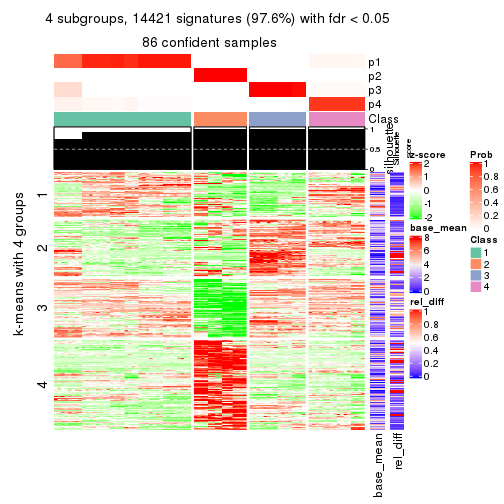 4 subgroups, 14421 signatures (97.6%) with fdr < 0.05
86 confident samples
p1
p2
p3
p4
Class
1
0.5
0
silhouette
Silhouette
score
k-means with 4 groups
1
2
3
4
base_mean
rel_diff
z-score
2
1
0
-1
-2
base_mean
8
6
4
2
0
rel_diff
1
0.8
0.6
0.4
0.2
0
Prob
1
0.8
0.6
0.4
0.2
0
Class
1
2
3
4